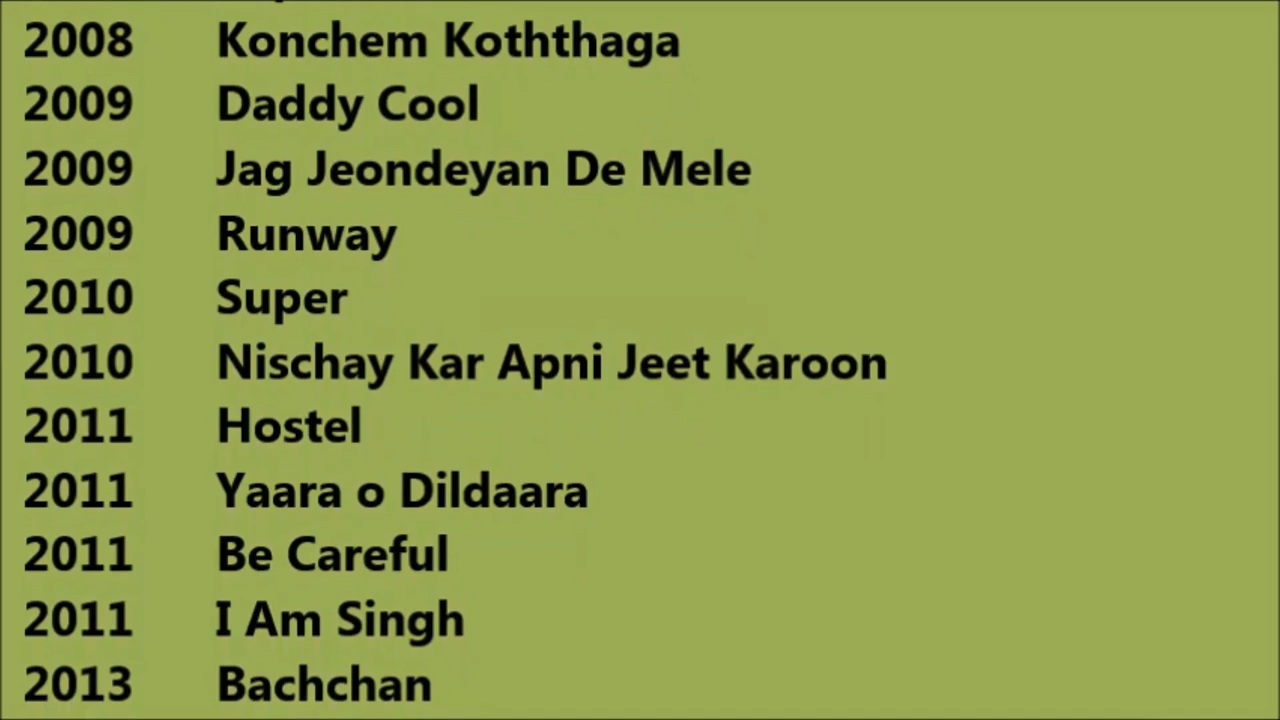 2008 Konchem Koththaga
2009 Daddy Cool
2009 Jag Jeondeyan De Mele
2009 Runway
2010 Super
2010 Nischay Kar Apni Jeet Karoon
2011 Hostel
2011 Yaara o Dildaara
2011 Be Careful
2011 I Am Singh
2013 Bachchan